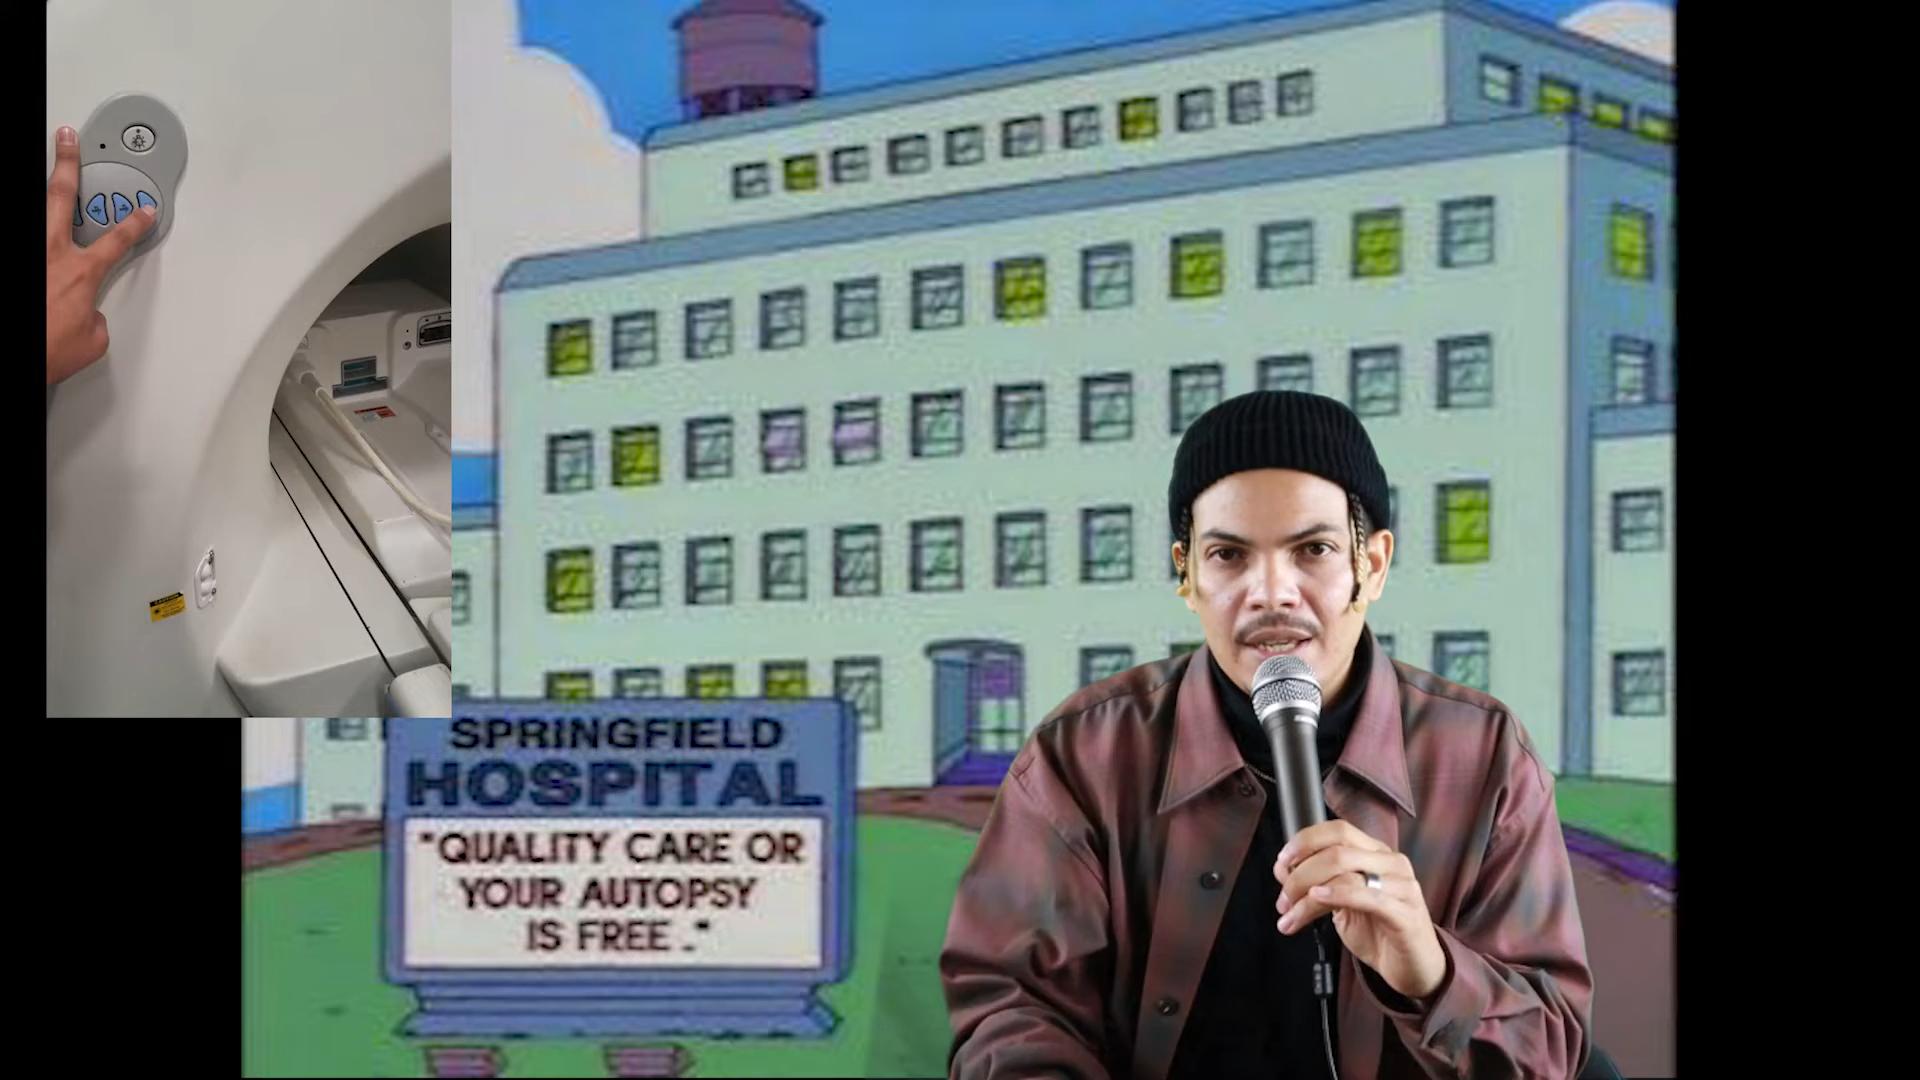 SPRINGFIELD
HOSPITAL
"QUALITY CARE OR
YOUR AUTOPSY
IS FREE."